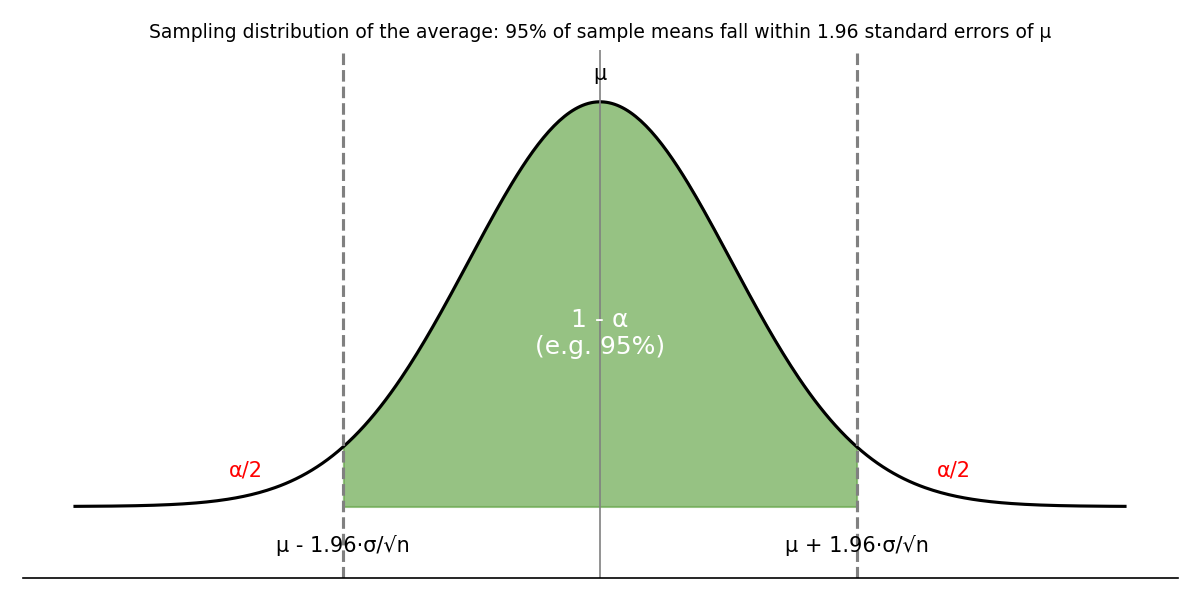 Sampling distribution of the average: 95% of sample means fall within 1.96 standard errors of μ
μ
1 - α
(e.g. 95%)
α/2
α/2
μ - 1.96·σ/√n
μ + 1.96·σ/√n